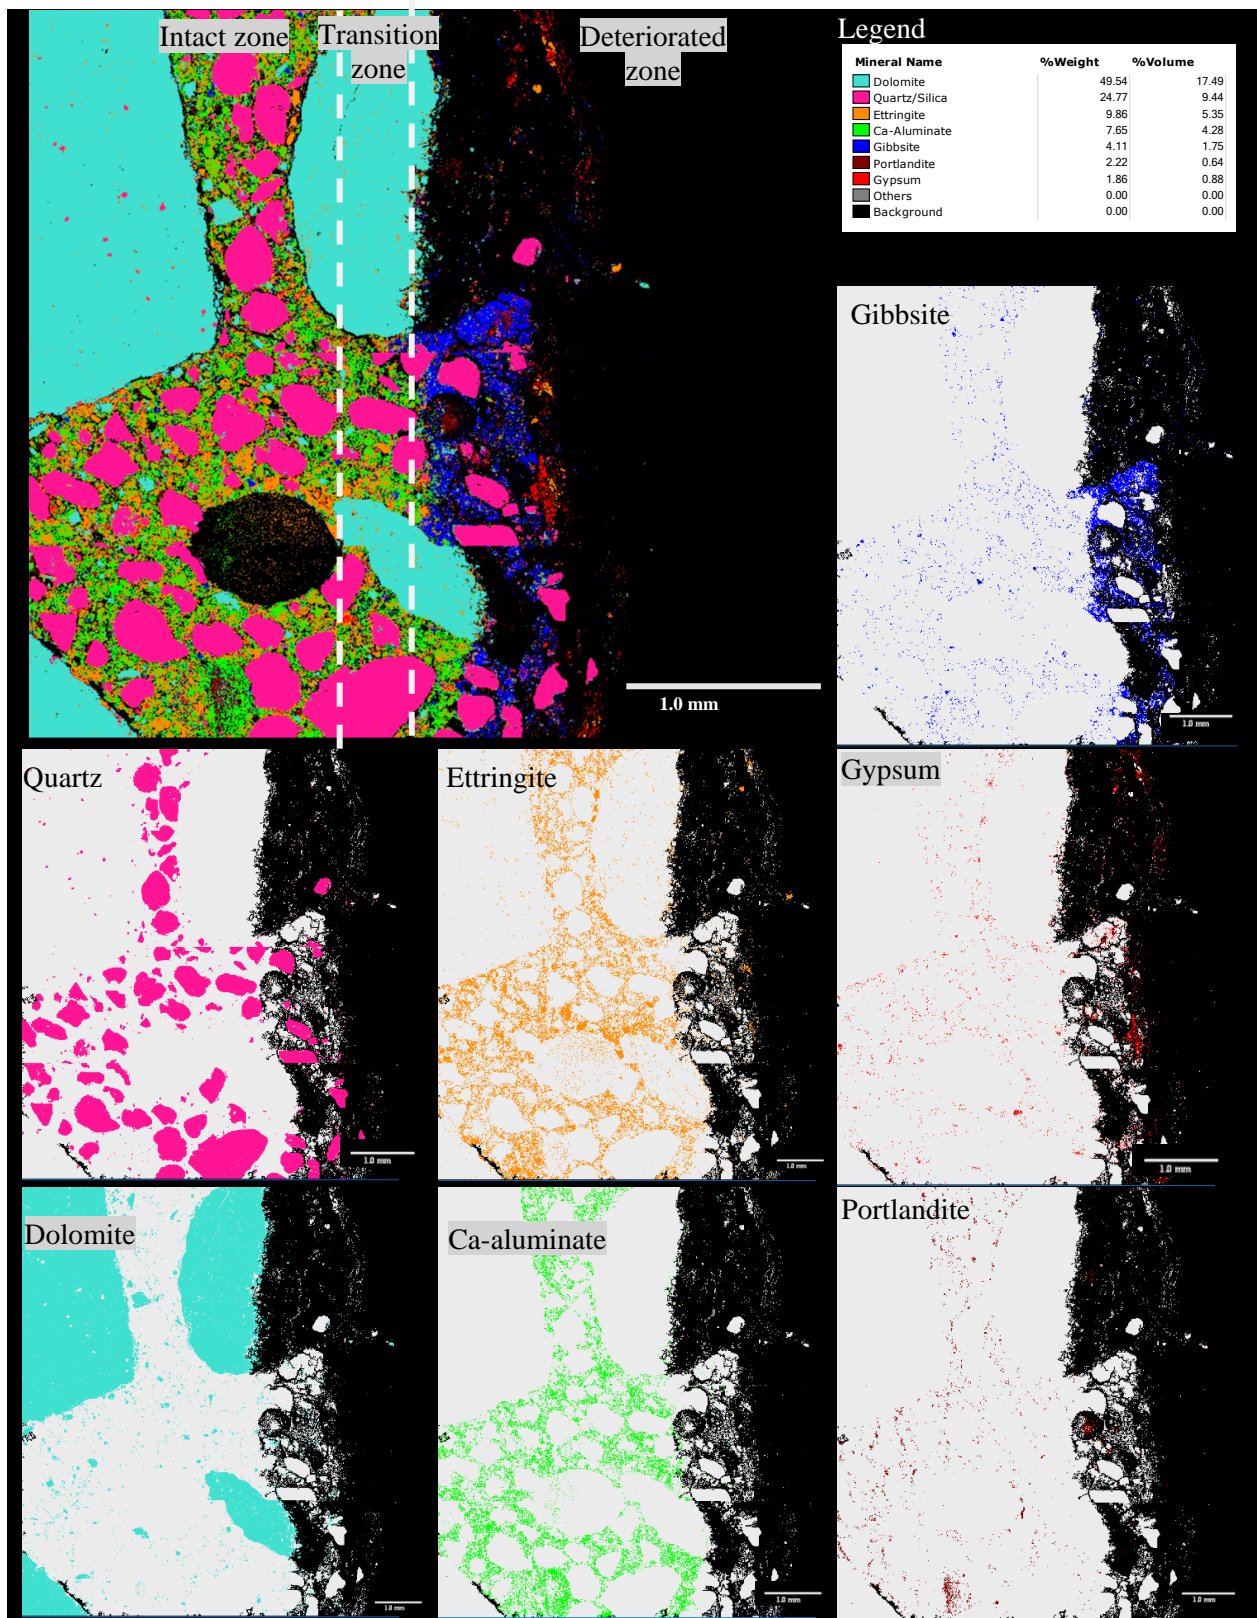 Intact zone
Transition
zone
Deteriorated
zone
Legend
Mineral Name %Weight %Volume
Dolomite 49.54 17.49
Quartz/Silica 24.77 9.44
Ettringite 9.86 5.35
Ca-Aluminate 7.65 4.28
Gibbsite 4.11 1.75
Portlandite 2.22 0.64
Gypsum 1.86 0.88
Others 0.00 0.00
Background 0.00 0.00
1.0 mm
Gibbsite
1.0 mm
Quartz
1.0 mm
Ettringite
1.0 mm
Gypsum
1.0 mm
Dolomite
1.0 mm
Ca-aluminate
1.0 mm
Portlandite
1.0 mm